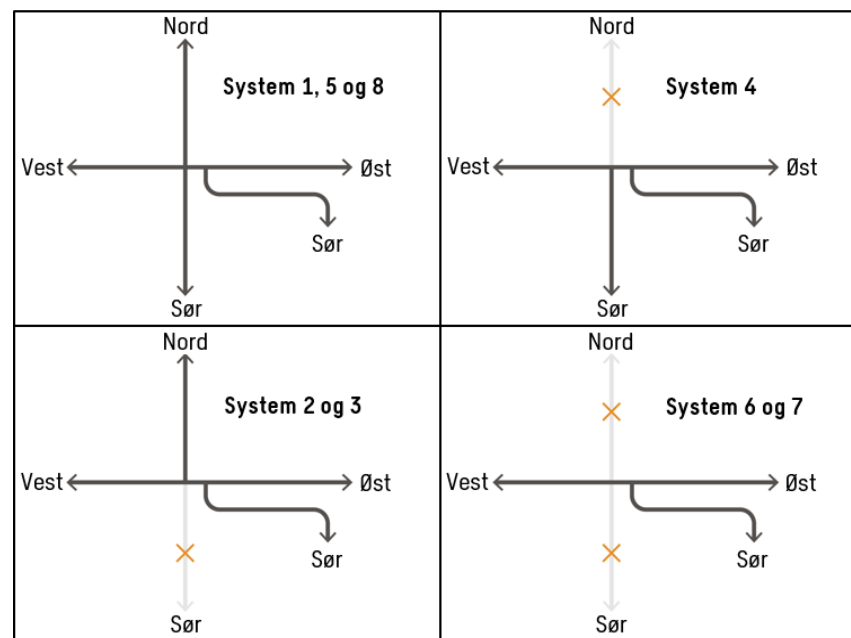 Nord
System 1, 5 og 8
Vest
Øst
Sør
Sør
Nord
System 4
Vest
Øst
Sør
Sør
Nord
System 2 og 3
Vest
Øst
Sør
Sør
Nord
System 6 og 7
Vest
Øst
Sør
Sør